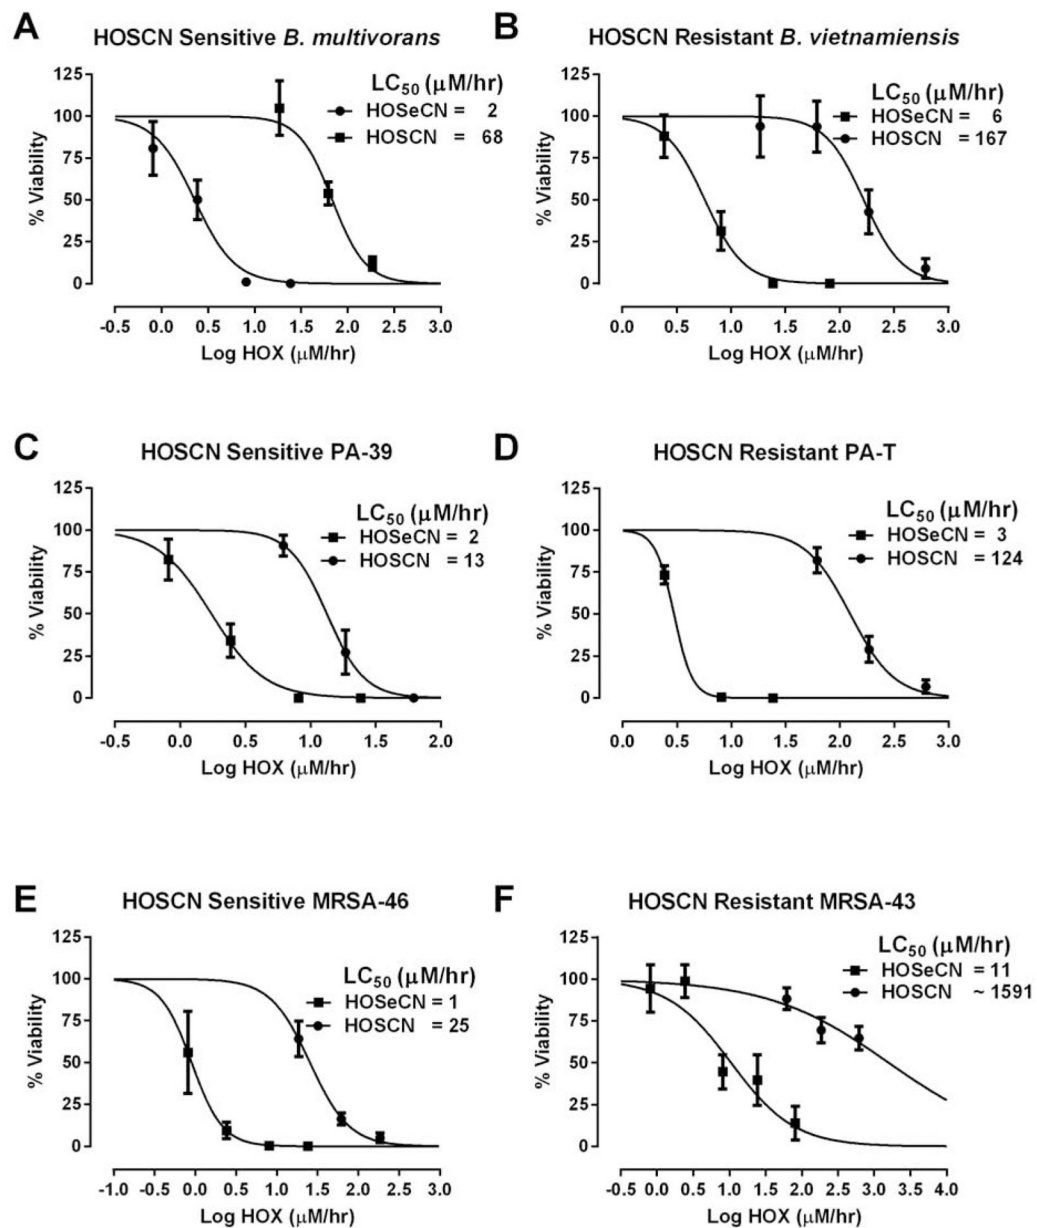 A
HOSCN Sensitive B. multivorans
LC50 (μM/hr)
HOSeCN = 2
HOSCN = 68
125
100
75
50
25
0
% Viability
-0.5 0.0 0.5 1.0 1.5 2.0 2.5 3.0
Log HOX (μM/hr)
B
HOSCN Resistant B. vietnamiensis
LC50 (μM/hr)
HOSeCN = 6
HOSCN = 167
125
100
75
50
25
0
% Viability
0.0 0.5 1.0 1.5 2.0 2.5 3.0
Log HOX (μM/hr)
C
HOSCN Sensitive PA-39
LC50 (μM/hr)
HOSeCN = 2
HOSCN = 13
125
100
75
50
25
0
% Viability
-0.5 0.0 0.5 1.0 1.5 2.0
Log HOX (μM/hr)
D
HOSCN Resistant PA-T
LC50 (μM/hr)
HOSeCN = 3
HOSCN = 124
125
100
75
50
25
0
% Viability
0.0 0.5 1.0 1.5 2.0 2.5 3.0
Log HOX (μM/hr)
E
HOSCN Sensitive MRSA-46
LC50 (μM/hr)
HOSeCN = 1
HOSCN = 25
125
100
75
50
25
0
% Viability
-1.0 -0.5 0.0 0.5 1.0 1.5 2.0 2.5 3.0
Log HOX (μM/hr)
F
HOSCN Resistant MRSA-43
LC50 (μM/hr)
HOSeCN = 11
HOSCN ~ 1591
125
100
75
50
25
0
% Viability
-0.5 0.0 0.5 1.0 1.5 2.0 2.5 3.0 3.5 4.0
Log HOX (μM/hr)